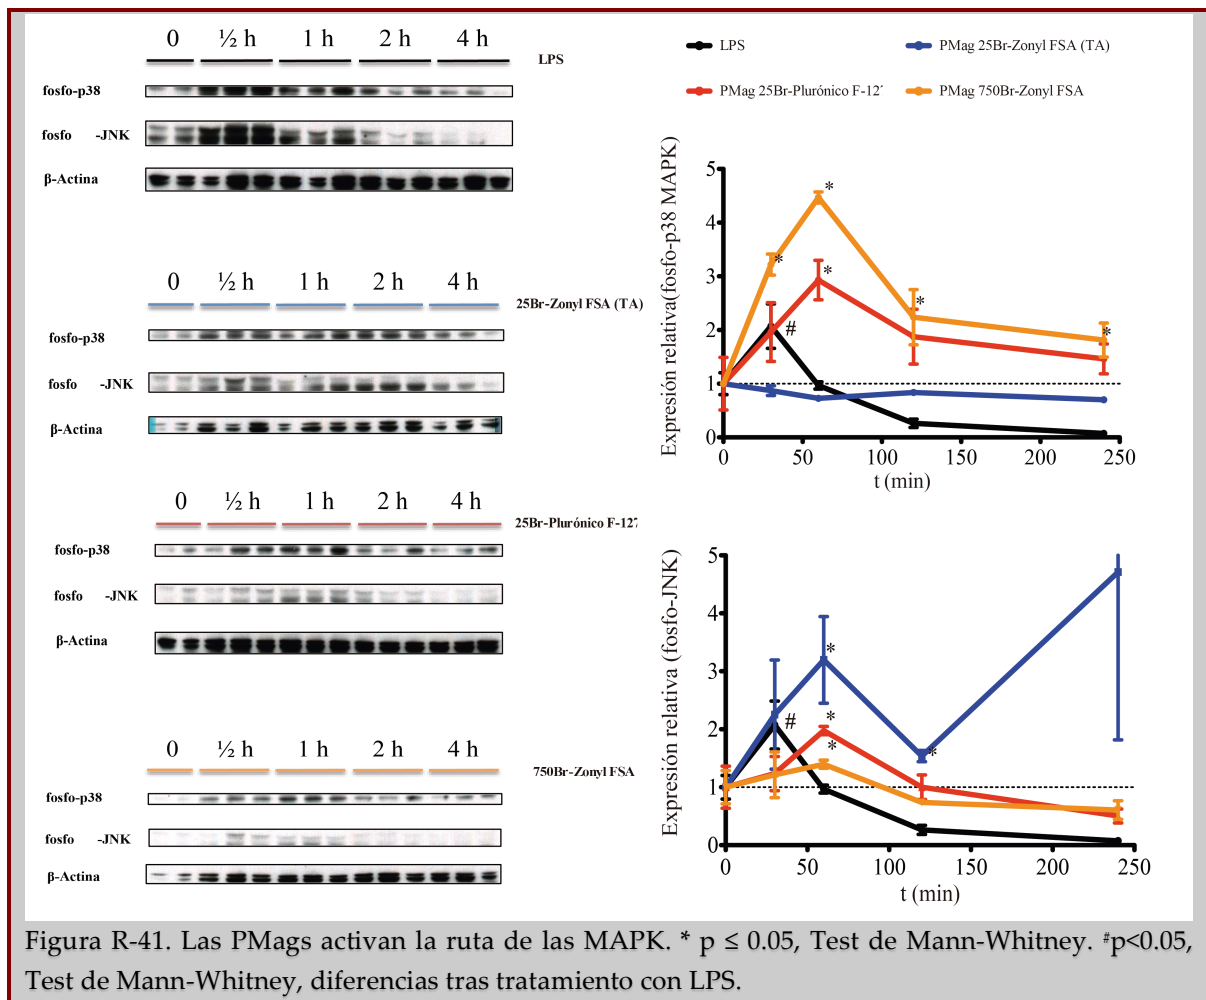 0 ½ h 1 h 2 h 4 h
LPS
fosfo-p38
fosfo -JNK
β-Actina
0 ½ h 1 h 2 h 4 h
25Br-Zonyl FSA (TA)
fosfo-p38
fosfo -JNK
β-Actina
0 ½ h 1 h 2 h 4 h
25Br-Plurónico F-127
fosfo-p38
fosfo -JNK
β-Actina
0 ½ h 1 h 2 h 4 h
750Br-Zonyl FSA
fosfo-p38
fosfo -JNK
β-Actina
LPS
PMag 25Br-Zonyl FSA (TA)
PMag 25Br-Plurónico F-127
PMag 750Br-Zonyl FSA
Expresión relativa(fosfo-p38 MAPK)
5
4
3
2
1
0
* * # * *
0 50 100 150 200 250
t (min)
Expresión relativa (fosfo-JNK)
5
4
3
2
1
0
* # * * *
0 50 100 150 200 250
t (min)
Figura R-41. Las PMags activan la ruta de las MAPK. * p ≤ 0.05, Test de Mann-Whitney. #p<0.05,
Test de Mann-Whitney, diferencias tras tratamiento con LPS.